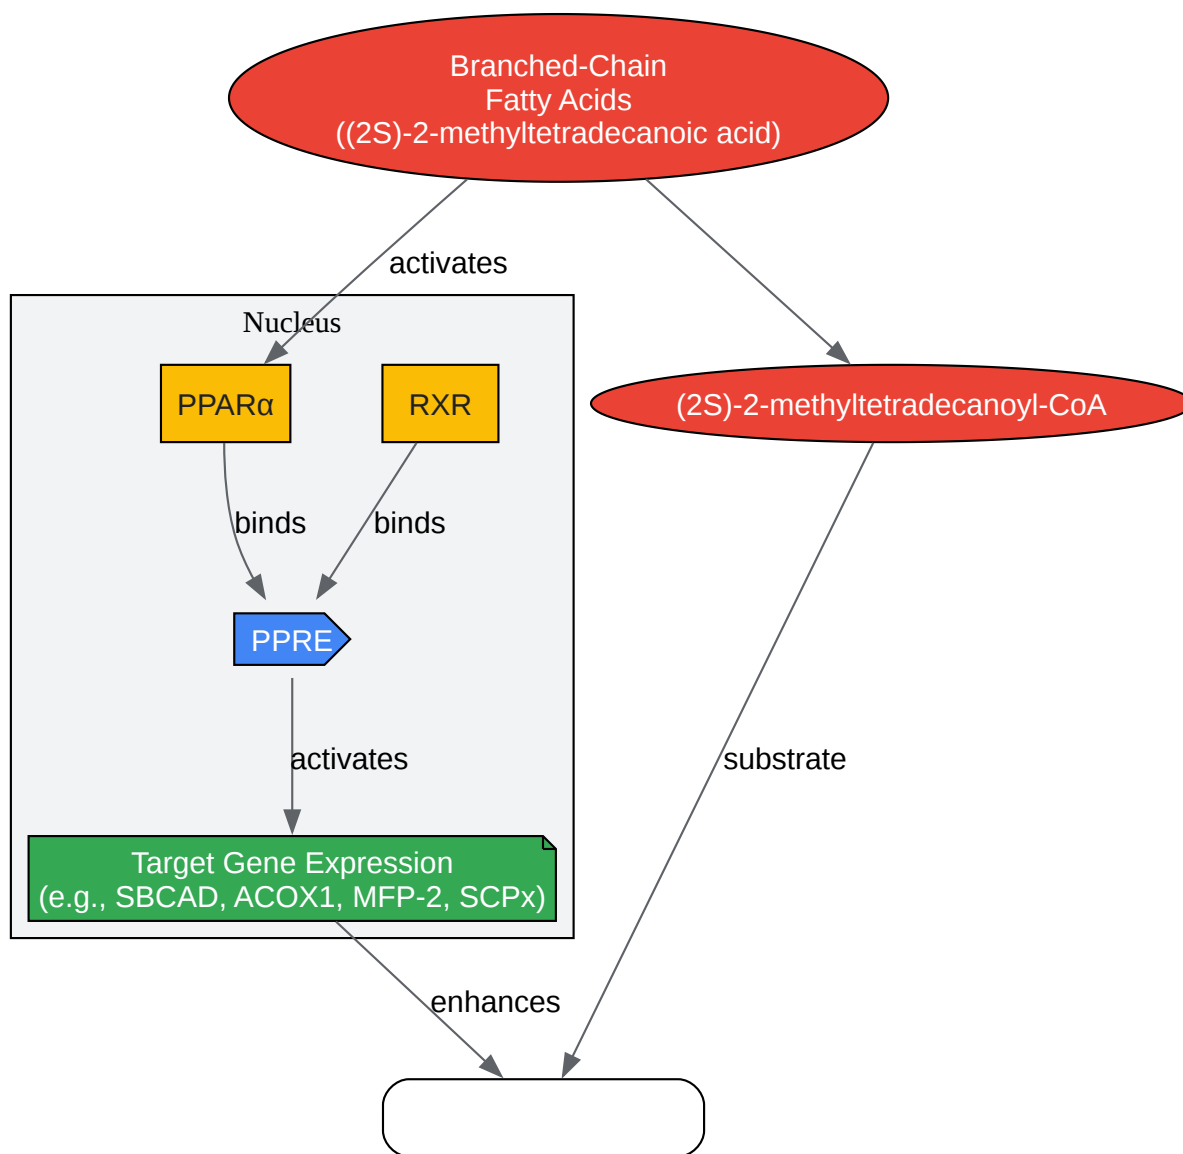 Branched-Chain
Fatty Acids
((2S)-2-methyltetradecanoic acid)
activates
Nucleus
PPARα
RXR
(2S)-2-methyltetradecanoyl-CoA
binds
binds
PPRE
activates
substrate
Target Gene Expression
(e.g., SBCAD, ACOX1, MFP-2, SCPx)
enhances